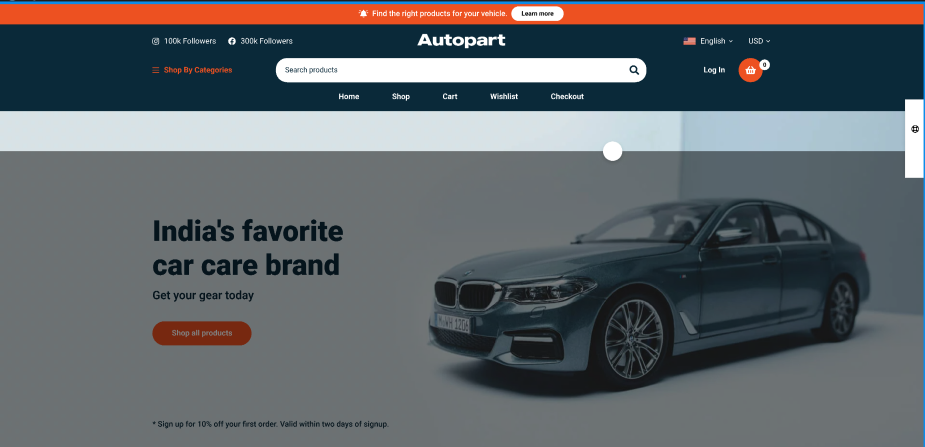 Find the right products for your vehicle. Learn more
100k Followers 300k Followers
Autopart
English USD
Shop By Categories
Search products
Log In
0
Home Shop Cart Wishlist Checkout
India's favorite
car care brand
Get your gear today
Shop all products
* Sign up for 10% off your first order. Valid within two days of signup.